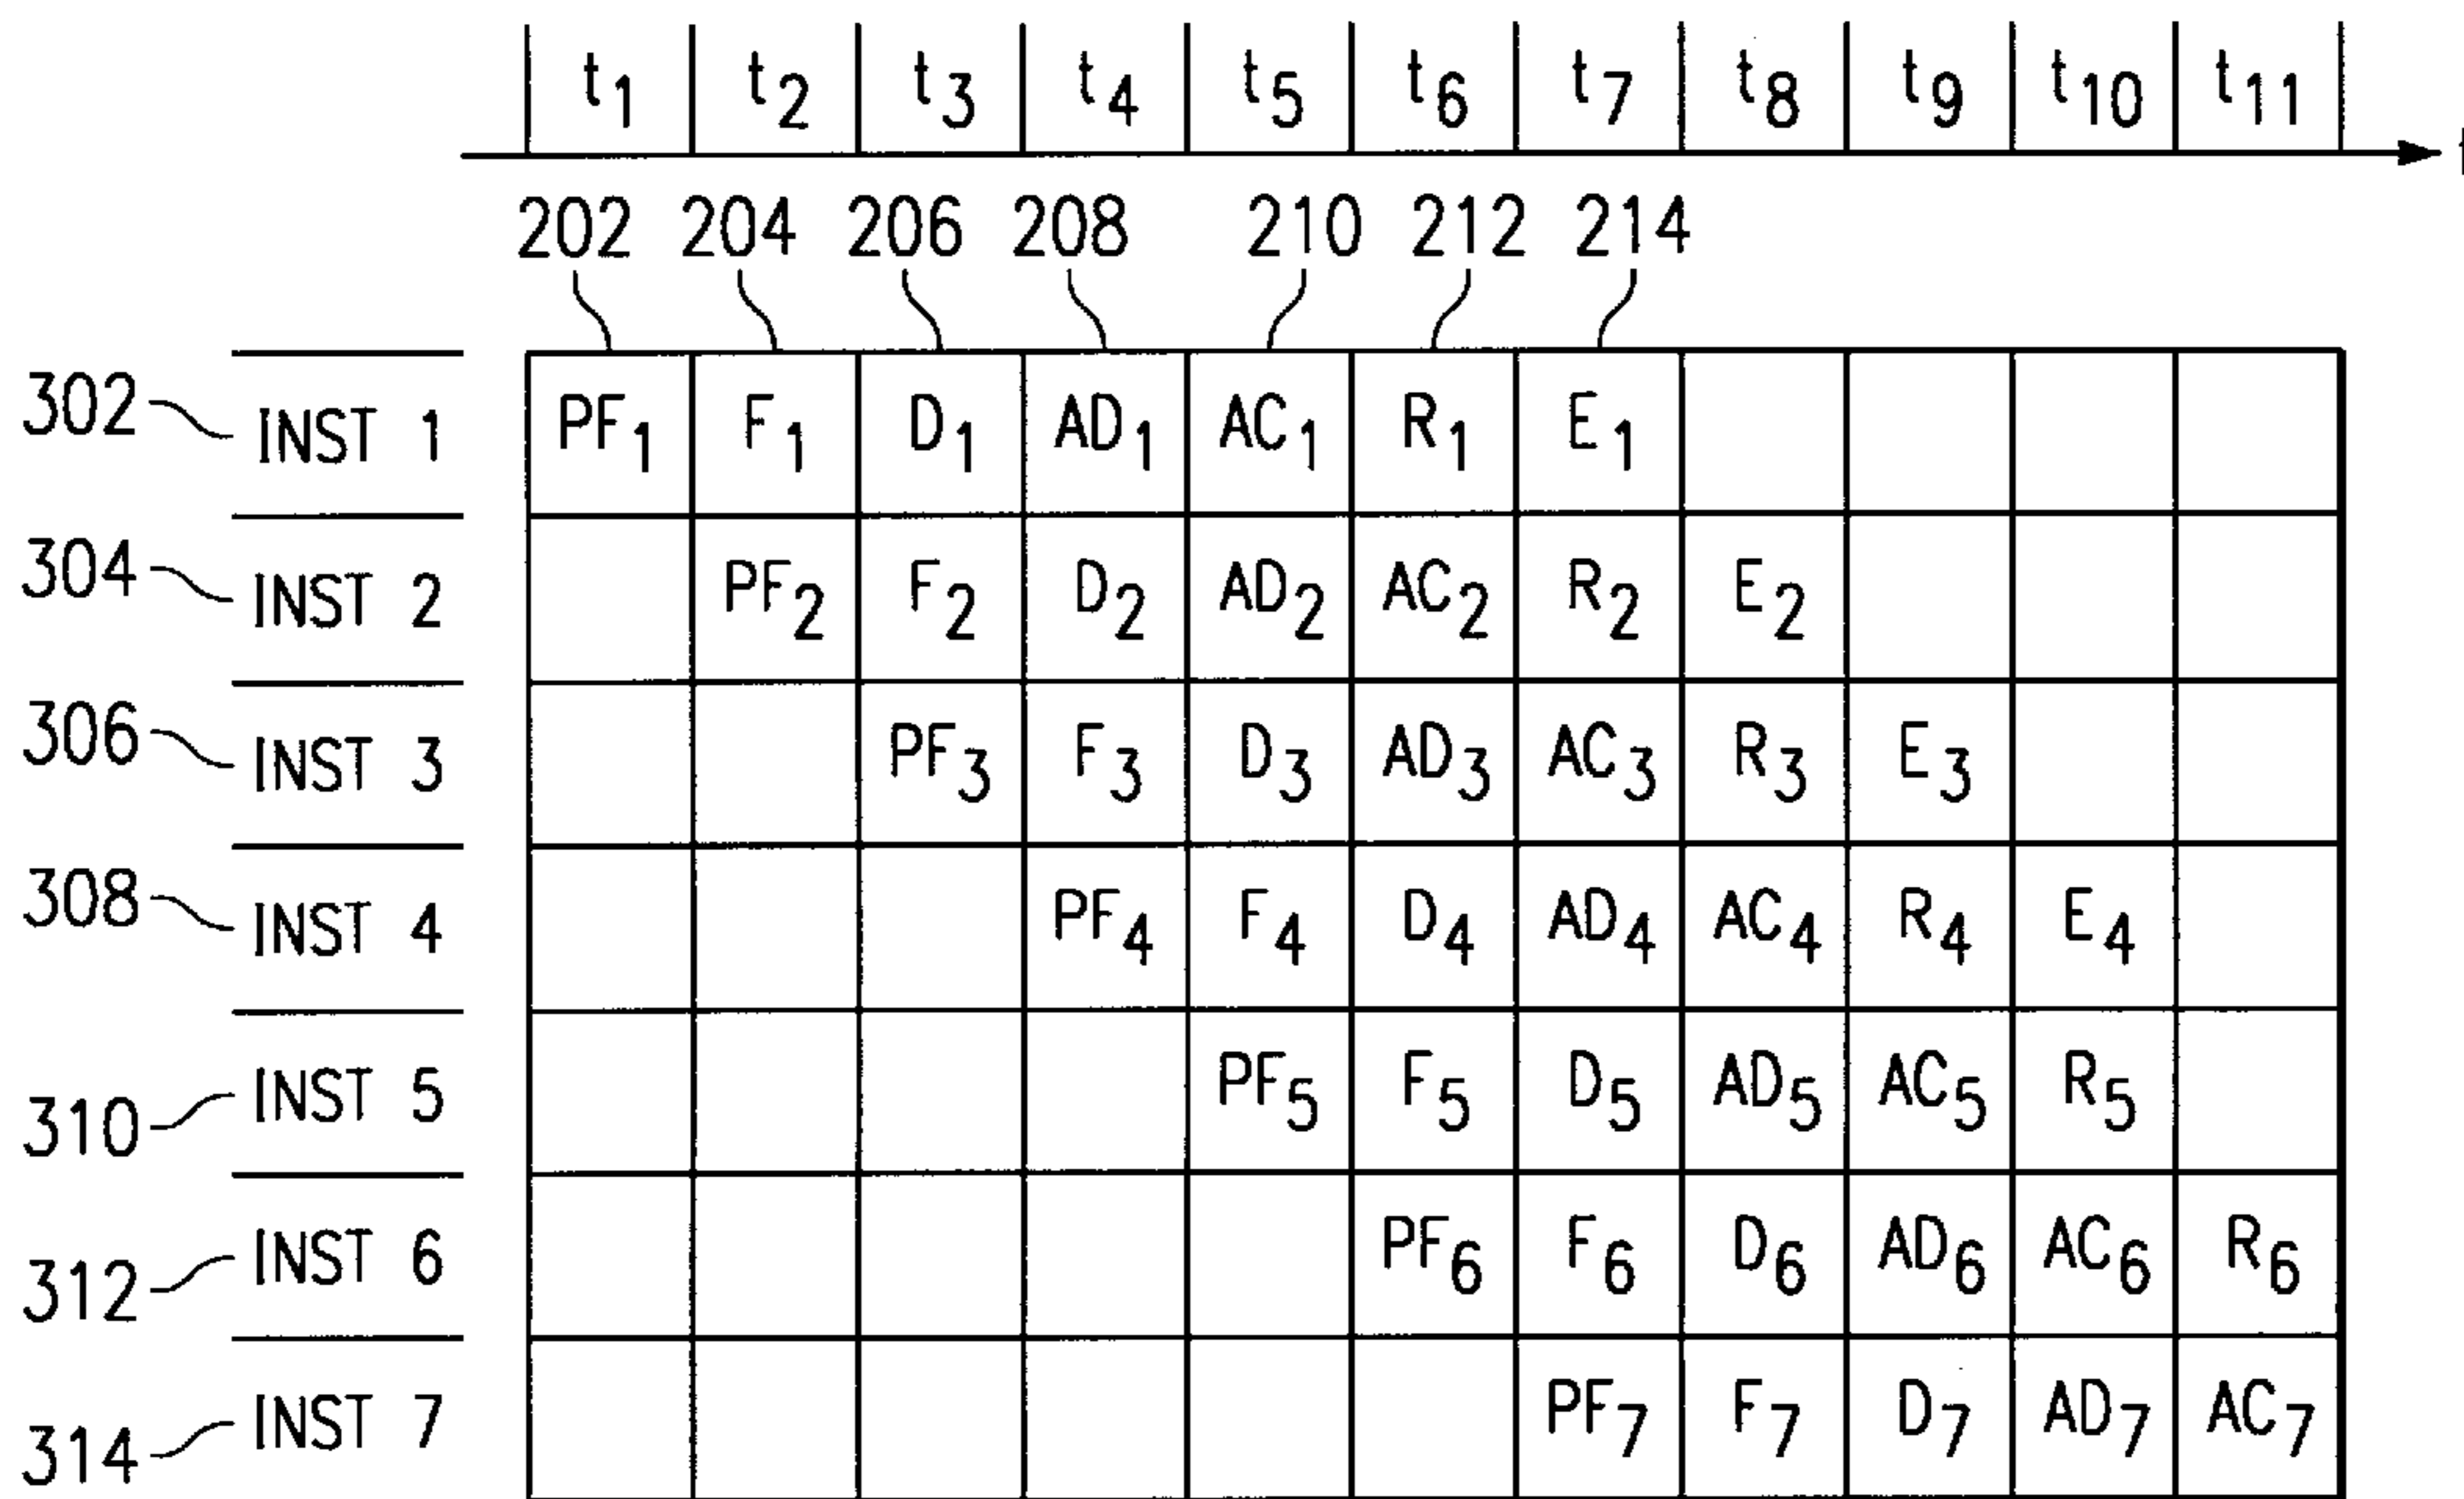 t1 t2 t3 t4 t5 t6 t7 t8 t9 t10 t11
202 204 206 208 210 212 214
302 INST 1 PF1 F1 D1 AD1 AC1 R1 E1
304 INST 2 PF2 F2 D2 AD2 AC2 R2 E2
306 INST 3 PF3 F3 D3 AD3 AC3 R3 E3
308 INST 4 PF4 F4 D4 AD4 AC4 R4 E4
310 INST 5 PF5 F5 D5 AD5 AC5 R5
312 INST 6 PF6 F6 D6 AD6 AC6 R6
314 INST 7 PF7 F7 D7 AD7 AC7